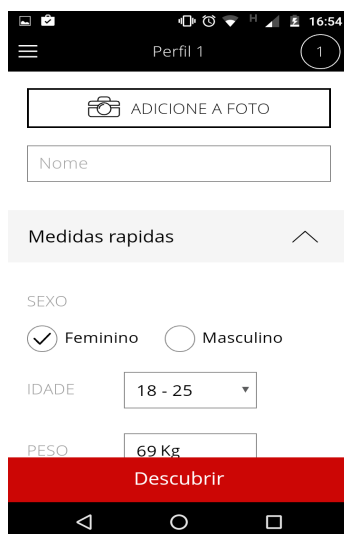 H 16:54
Perfil 1 1
ADICIONE A FOTO
Nome
Medidas rapidas
SEXO
Feminino Masculino
IDADE 18 - 25
PESO 69 Kg
Descubrir